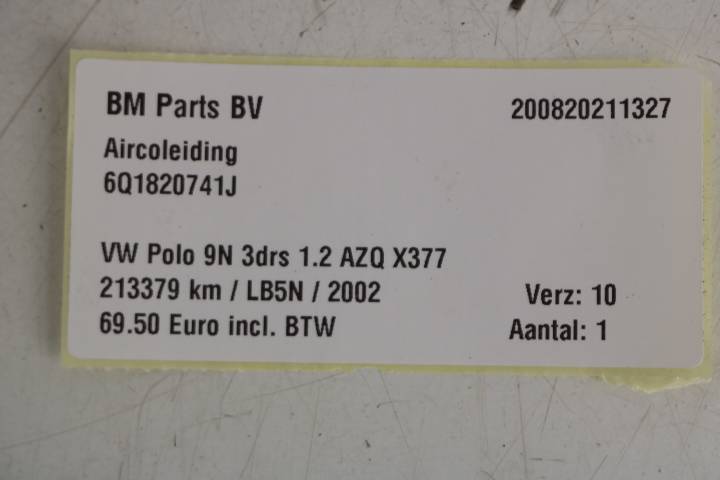 BM Parts BV 200820211327
Aircoleiding
6Q1820741J
VW Polo 9N 3drs 1.2 AZQ X377
213379 km / LB5N / 2002 Verz: 10
69.50 Euro incl. BTW Aantal: 1